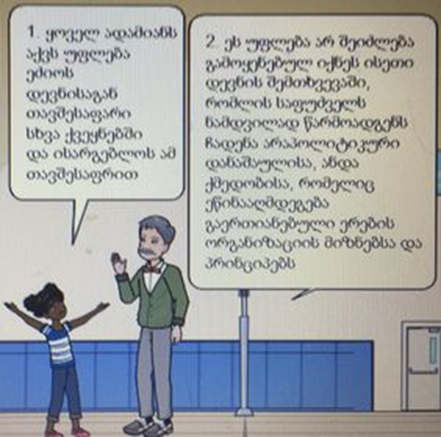 1. ყოველ ადამიანს
აქვს უფლება
ეძიოს
დევნისაგან
თავშესაფარი
სხვა ქვეყნებში
და ისარგებლოს ამ
თავშესაფრით
2. ეს უფლება არ შეიძლება
გამოყენებულ იქნეს ისეთი
დევნის შემთხვევაში,
რომლის საფუძველს
ნამდვილად წარმოადგენს
ჩადენა არაპოლიტიკური
დანაშაულისა, ანდა
ქმედობისა, რომელიც
ეწინააღმდეგება
გაერთიანებული ერების
ორგანიზაციის მიზნებსა და
პრინციპებს